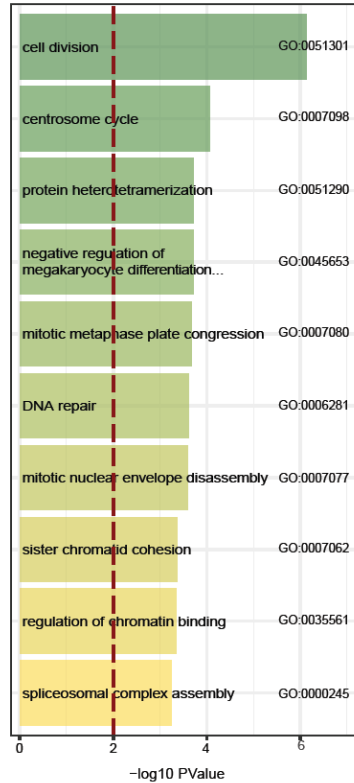 cell division GO:0051301
centrosome cycle GO:0007098
protein heterotetramerization GO:0051290
negative regulation of
megakaryocyte differentiation... GO:0045653
mitotic metaphase plate congression GO:0007080
DNA repair GO:0006281
mitotic nuclear envelope disassembly GO:0007077
sister chromatid cohesion GO:0007062
regulation of chromatin binding GO:0035561
spliceosomal complex assembly GO:0000245
0 2 4 6
−log10 PValue